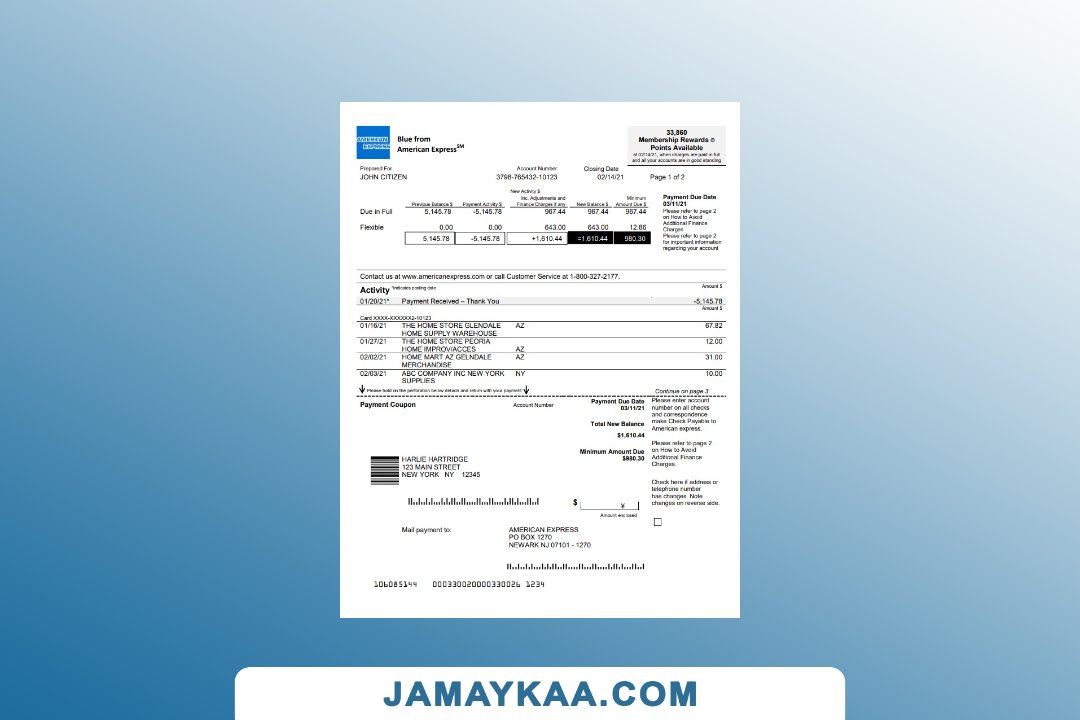 AMERICAN
EXPRESS
Blue from
American Express℠
33,860
Membership Rewards ®
Points Available
at 02/14/21, when charges are paid in full
and all your accounts are in good standing
Prepared For
JOHN CITIZEN
Account Number
3798-765432-10123
Closing Date
02/14/21
Page 1 of 2
New Activity $
Inc. Adjustments and
Minimum
Previous Balance $ Payment Activity $ Finance Charges if any New Balance $ Amount Due $
Due in Full 5,145.78 -5,145.78 967.44 967.44 967.44
Flexible 0.00 0.00 643.00 643.00 12.86
5,145.78 -5,145.78 +1,610.44 =1,610.44 980.30
Payment Due Date
03/11/21
Please refer to page 2
on How to Avoid
Additional Finance
Charges
Please refer to page 2
for important information
regarding your account
Contact us at www.americanexpress.com or call Customer Service at 1-800-327-2177.
Activity *Indicates posting date Amount $
01/20/21* Payment Received – Thank You -5,145.78
Amount $
Card XXXX-XXXXXX2-10123
01/16/21 THE HOME STORE GLENDALE AZ 67.82
HOME SUPPLY WAREHOUSE
01/27/21 THE HOME STORE PEORIA 12.00
HOME IMPROV/ACCES AZ
02/02/21 HOME MART AZ GELNDALE AZ 31.00
MERCHANDISE
02/03/21 ABC COMPANY INC NEW YORK NY 10.00
SUPPLIES
Please hold on the perforation below detach and return with your payment
Continue on page 3
Payment Coupon
Account Number
Payment Due Date
03/11/21
Total New Balance
$1,610.44
Minimum Amount Due
$980.30
Please enter account
number on all checks
and correspondence
make Check Payable to
American express.
Please refer to page 2
on How to Avoid
Additional Finance
Charges.
Check here if address or
telephone number
has changes. Note
changes on reverse side.
HARLIE HARTRIDGE
123 MAIN STREET
NEW YORK NY 12345
$ ¥
Amount enclosed
Mail payment to:
AMERICAN EXPRESS
PO BOX 1270
NEWARK NJ 07101 - 1270
106085144 000330020000330026 1234
JAMAYKAA.COM